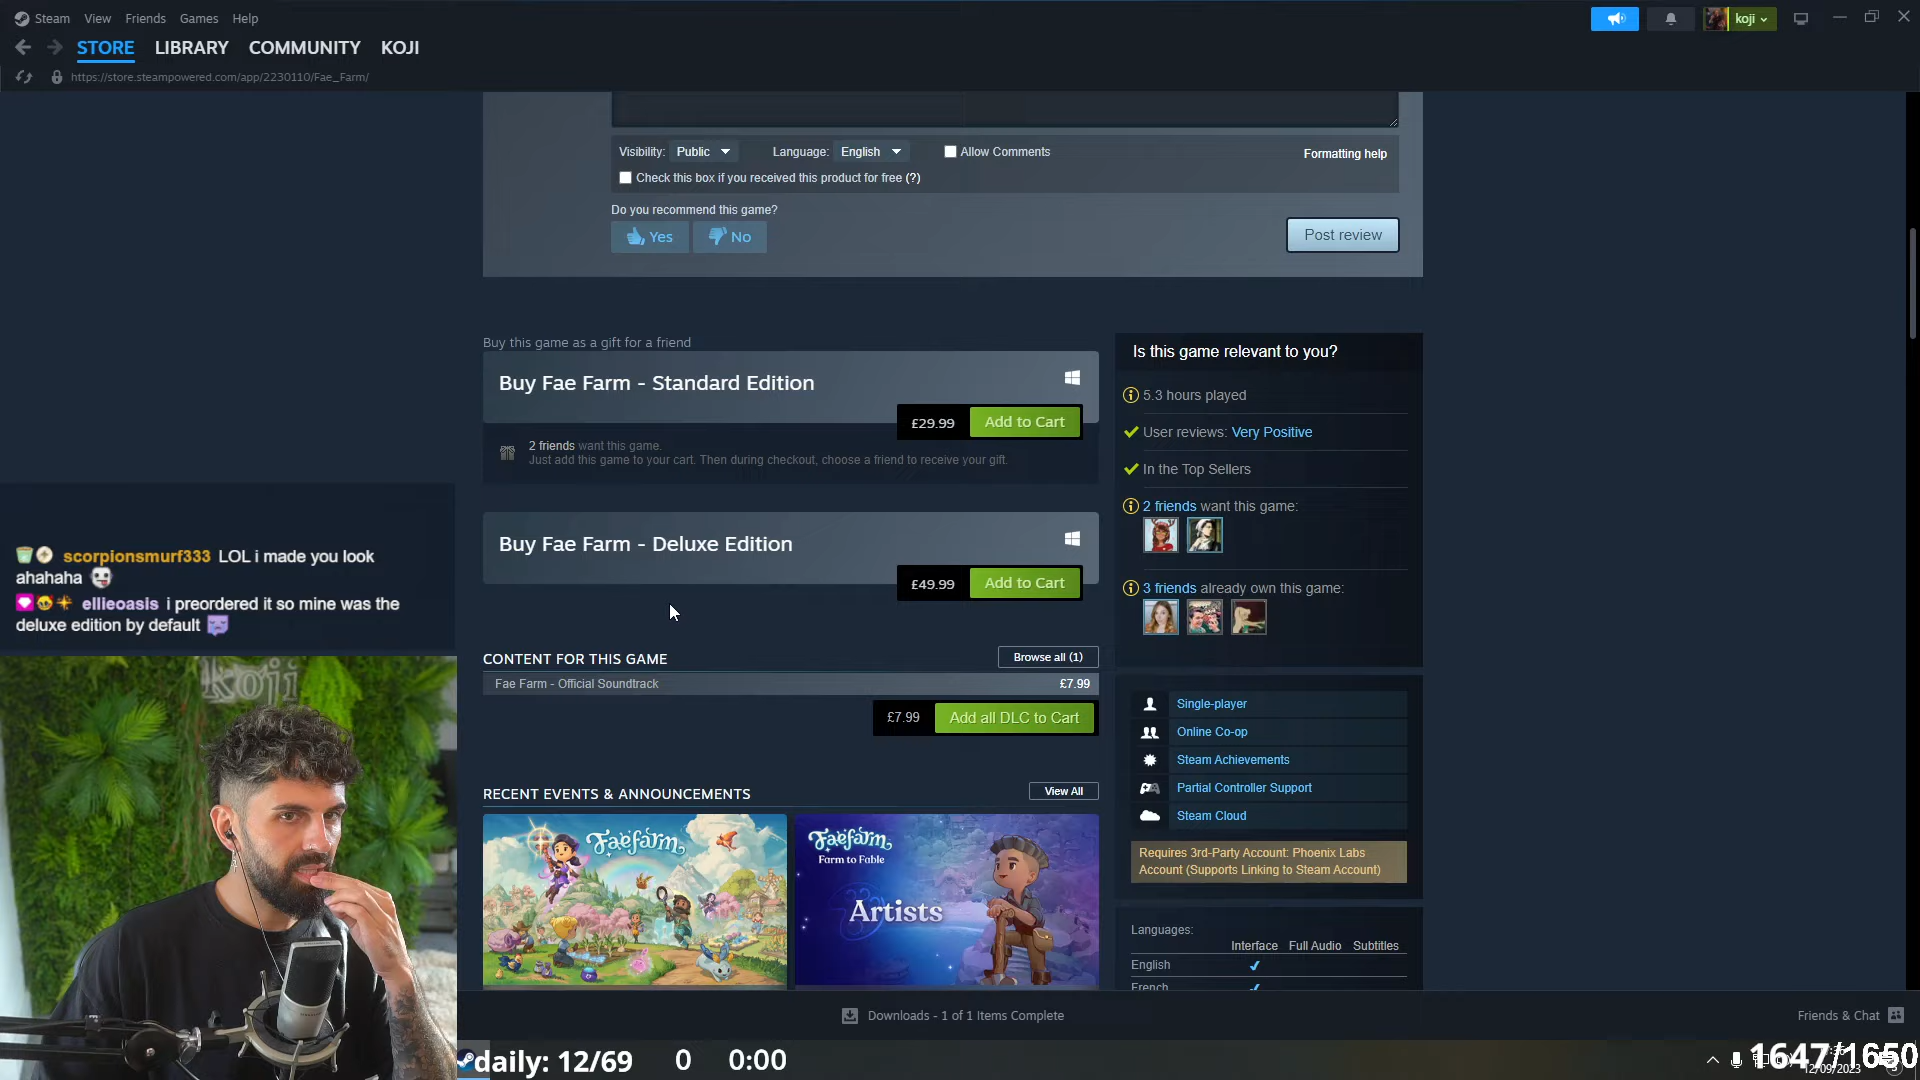 Steam View Friends Games Help
koji
STORE LIBRARY COMMUNITY KOJI
https://store.steampowered.com/app/2230110/Fae_Farm/
Visibility: Public Language: English Allow Comments Formatting help
Check this box if you received this product for free (?)
Do you recommend this game?
Yes No Post review
Buy this game as a gift for a friend
Buy Fae Farm - Standard Edition
£29.99 Add to Cart
2 friends want this game.
Just add this game to your cart. Then during checkout, choose a friend to receive your gift.
Buy Fae Farm - Deluxe Edition
£49.99 Add to Cart
CONTENT FOR THIS GAME Browse all (1)
Fae Farm - Official Soundtrack £7.99
£7.99 Add all DLC to Cart
RECENT EVENTS & ANNOUNCEMENTS View All
Faefarm
Faefarm
Farm to Fable
Artists
Is this game relevant to you?
5.3 hours played
User reviews: Very Positive
In the Top Sellers
2 friends want this game:
3 friends already own this game:
Single-player
Online Co-op
Steam Achievements
Partial Controller Support
Steam Cloud
Requires 3rd-Party Account: Phoenix Labs
Account (Supports Linking to Steam Account)
Languages:
Interface Full Audio Subtitles
English
French
scorpionsmurf333 LOL i made you look
ahahaha
ellieoasis i preordered it so mine was the
deluxe edition by default
koji
Downloads - 1 of 1 Items Complete
Friends & Chat
daily: 12/69 0 0:00
1647/1650
12/09/2023